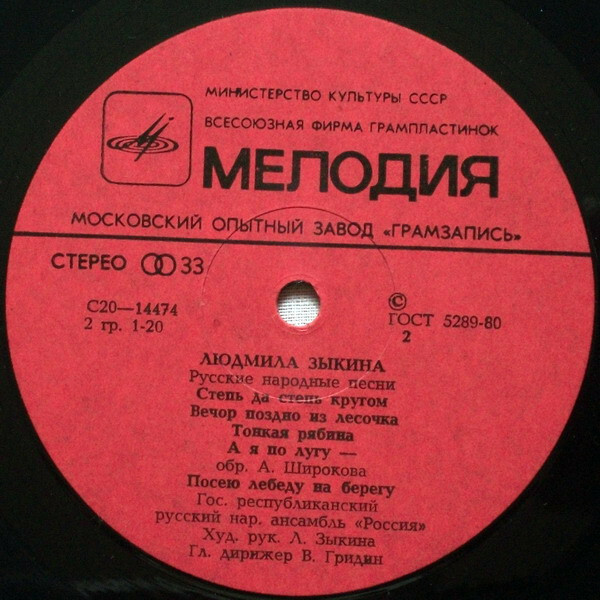 МИНИСТЕРСТВО КУЛЬТУРЫ СССР
ВСЕСОЮЗНАЯ ФИРМА ГРАМПЛАСТИНОК
МЕЛОДИЯ
МОСКОВСКИЙ ОПЫТНЫЙ ЗАВОД «ГРАМЗАПИСЬ»
СТЕРЕО 33
С20—14474
2 гр. 1-20
©
ГОСТ 5289-80
2
ЛЮДМИЛА ЗЫКИНА
Русские народные песни
Степь да степь кругом
Вечор поздно из лесочка
Тонкая рябина
А я по лугу —
обр. А. Широкова
Посею лебеду на берегу
Гос. республиканский
русский нар. ансамбль «Россия»
Худ. рук. Л. Зыкина
Гл. дирижер В. Гридин